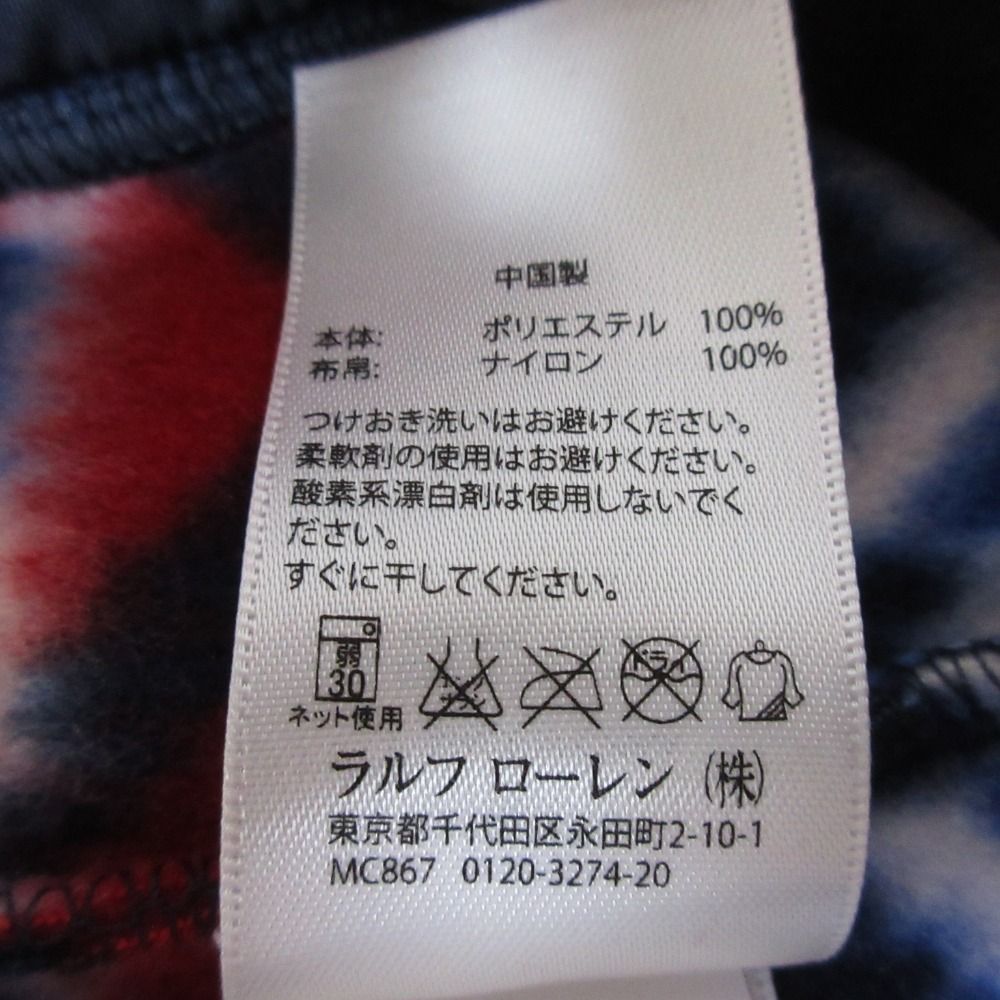 中国製
本体: ポリエステル 100%
布帛: ナイロン 100%
つけおき洗いはお避けください。
柔軟剤の使用はお避けください。
酸素系漂白剤は使用しないでく
ださい。
すぐに干してください。
弱
30
ネット使用
ドライ
ラルフ ローレン (株)
東京都千代田区永田町2-10-1
MC867 0120-3274-20